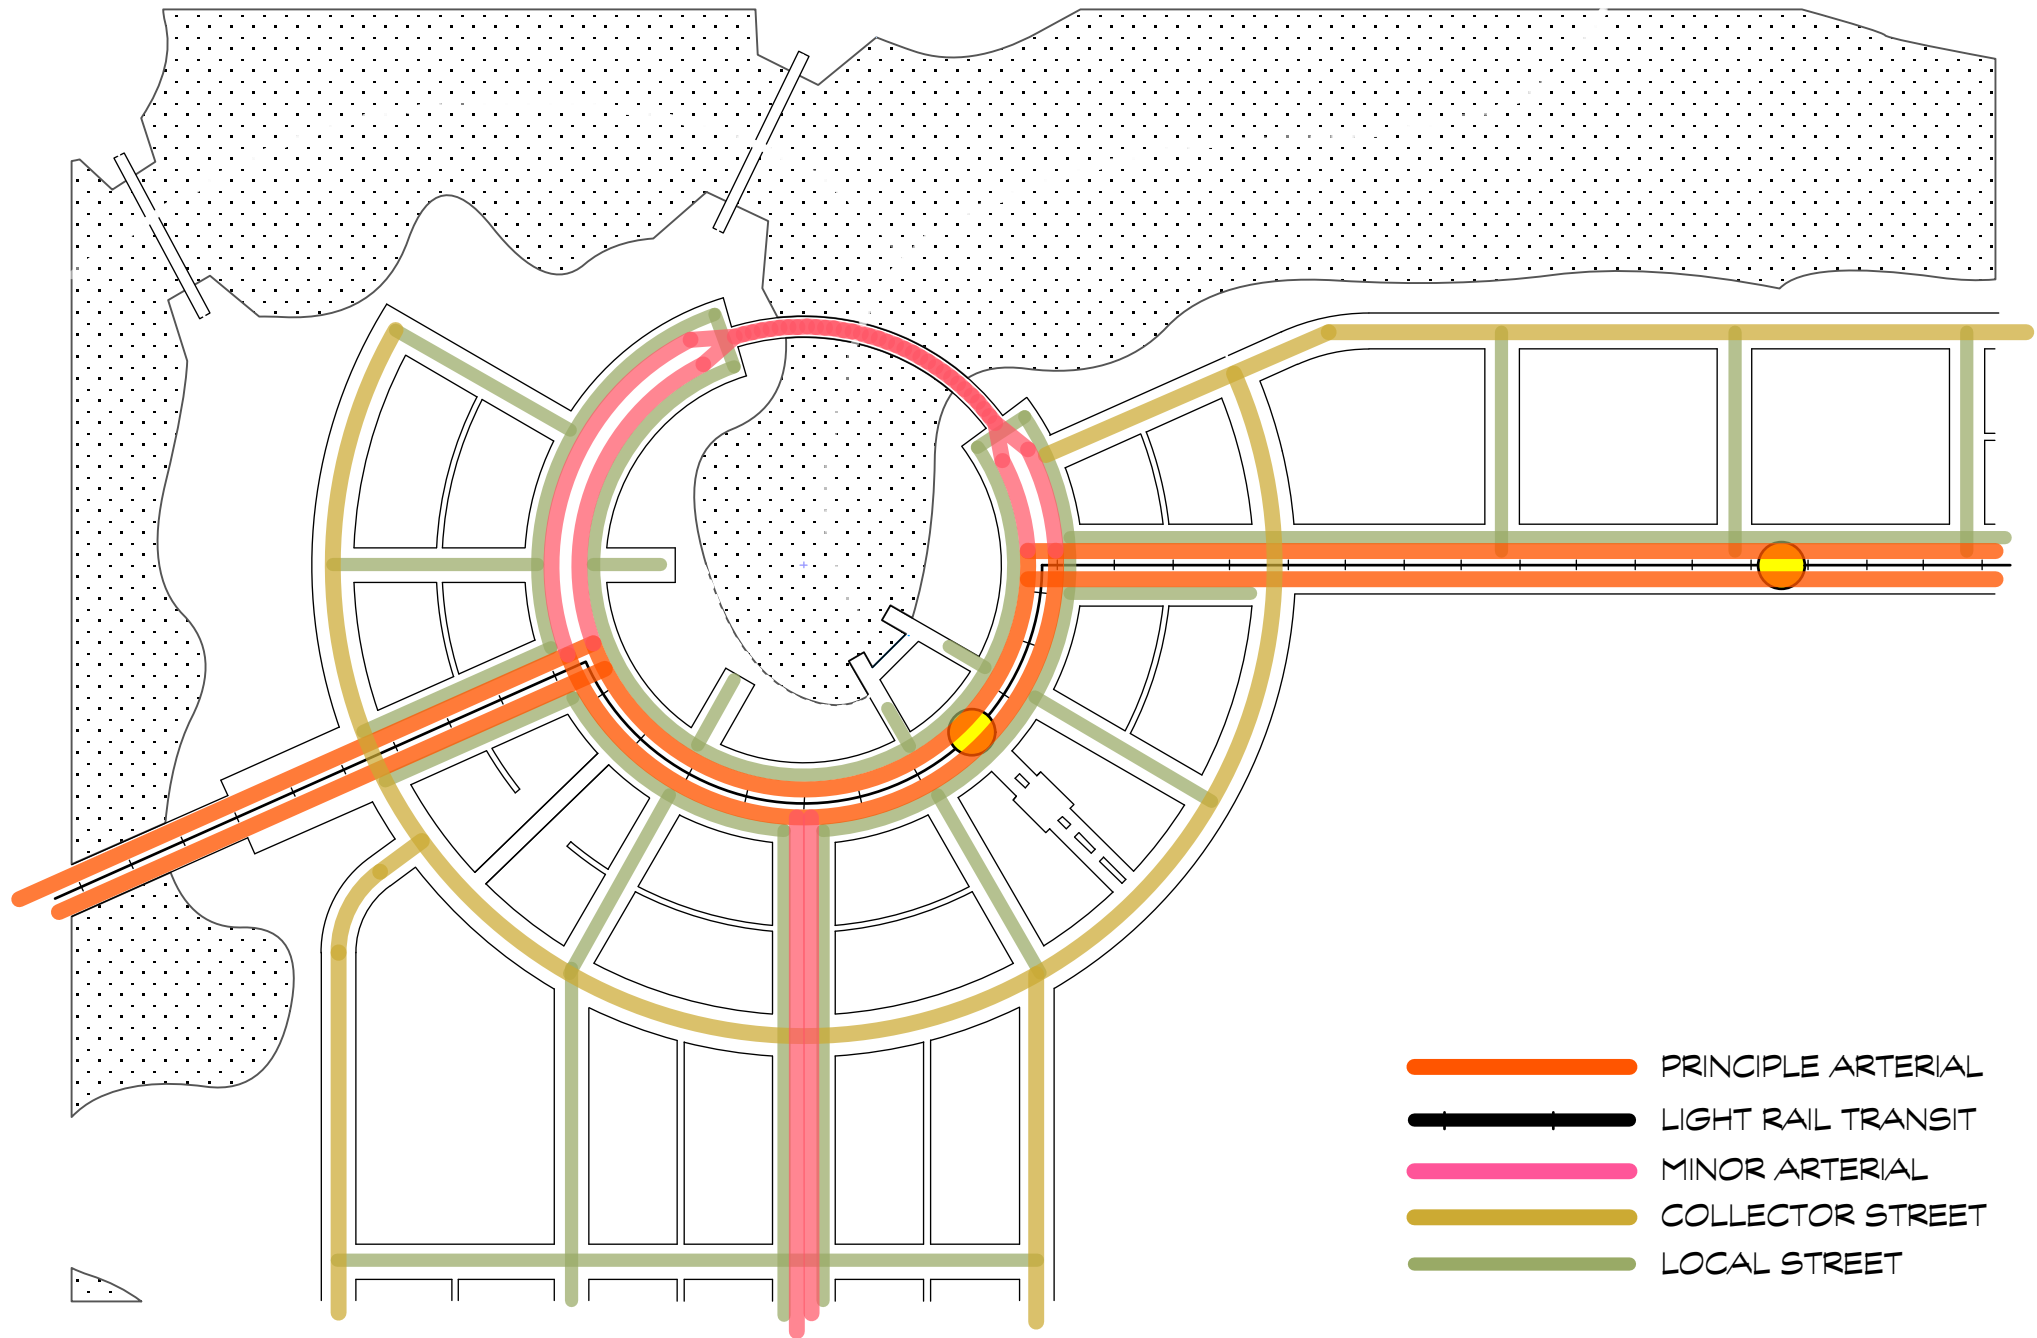 PRINCIPLE ARTERIAL
LIGHT RAIL TRANSIT
MINOR ARTERIAL
COLLECTOR STREET
LOCAL STREET